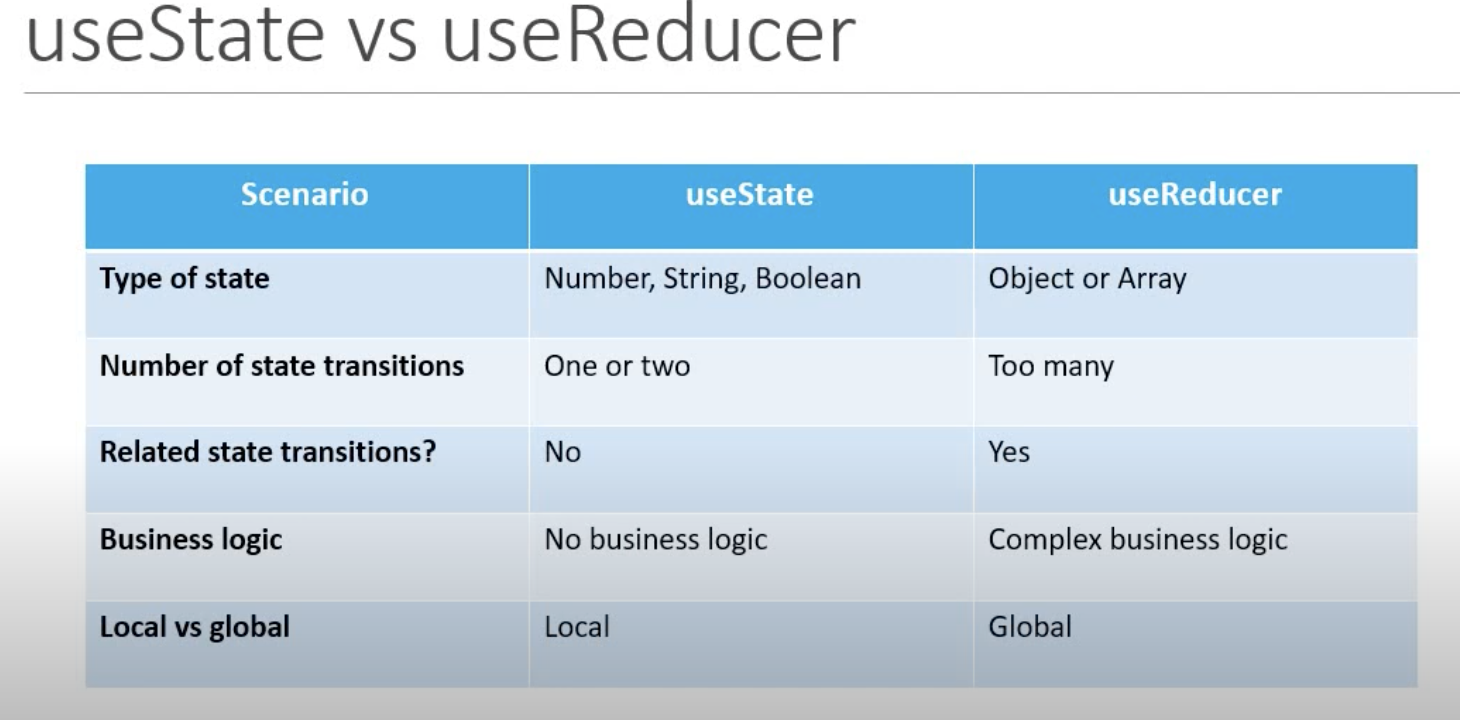 useState vs useReducer
Scenario useState useReducer
Type of state Number, String, Boolean Object or Array
Number of state transitions One or two Too many
Related state transitions? No Yes
Business logic No business logic Complex business logic
Local vs global Local Global